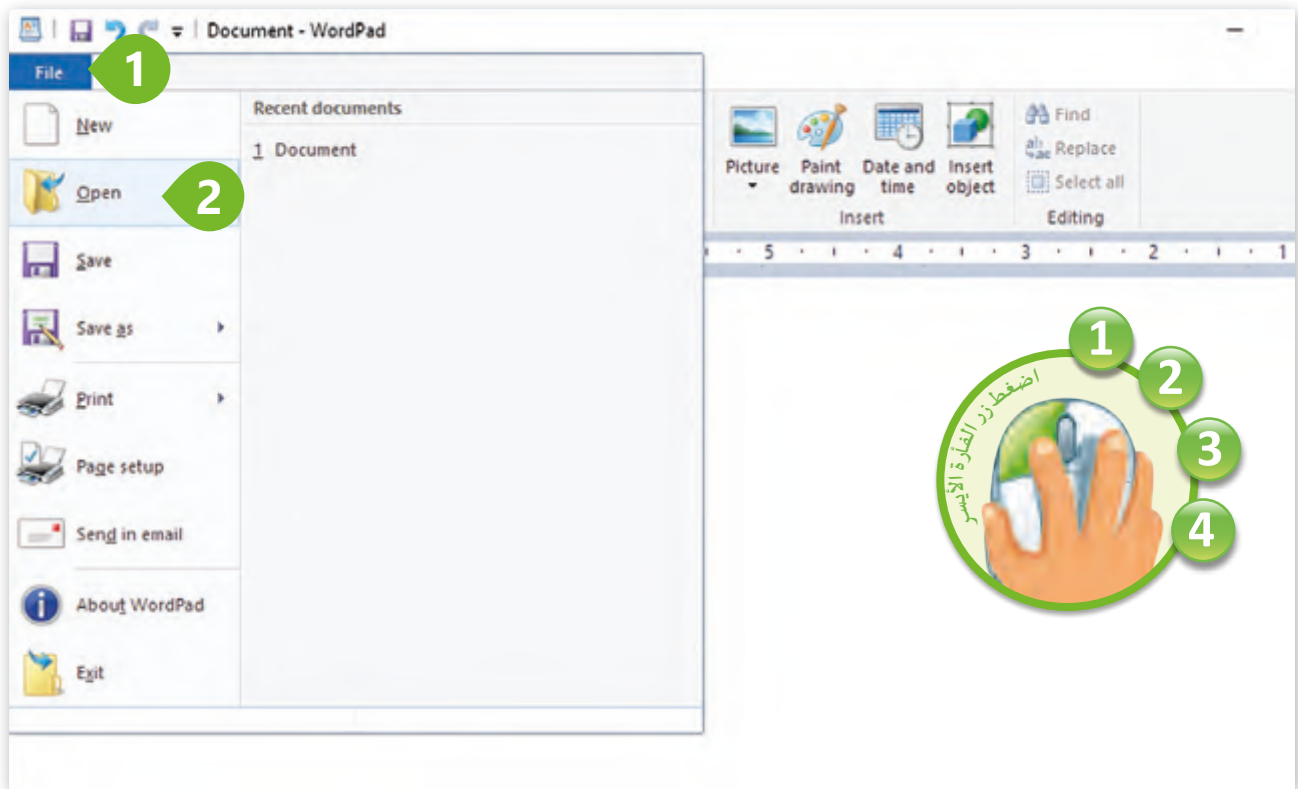 Document - WordPad
File
1
New
Open
2
Save
Save as
Print
Page setup
Send in email
About WordPad
Exit
Recent documents
1 Document
Picture
Paint drawing
Date and time
Insert object
Insert
Find
Replace
Select all
Editing
5 4 3 2 1
اضغط زر الفأرة الأيسر
1
2
3
4